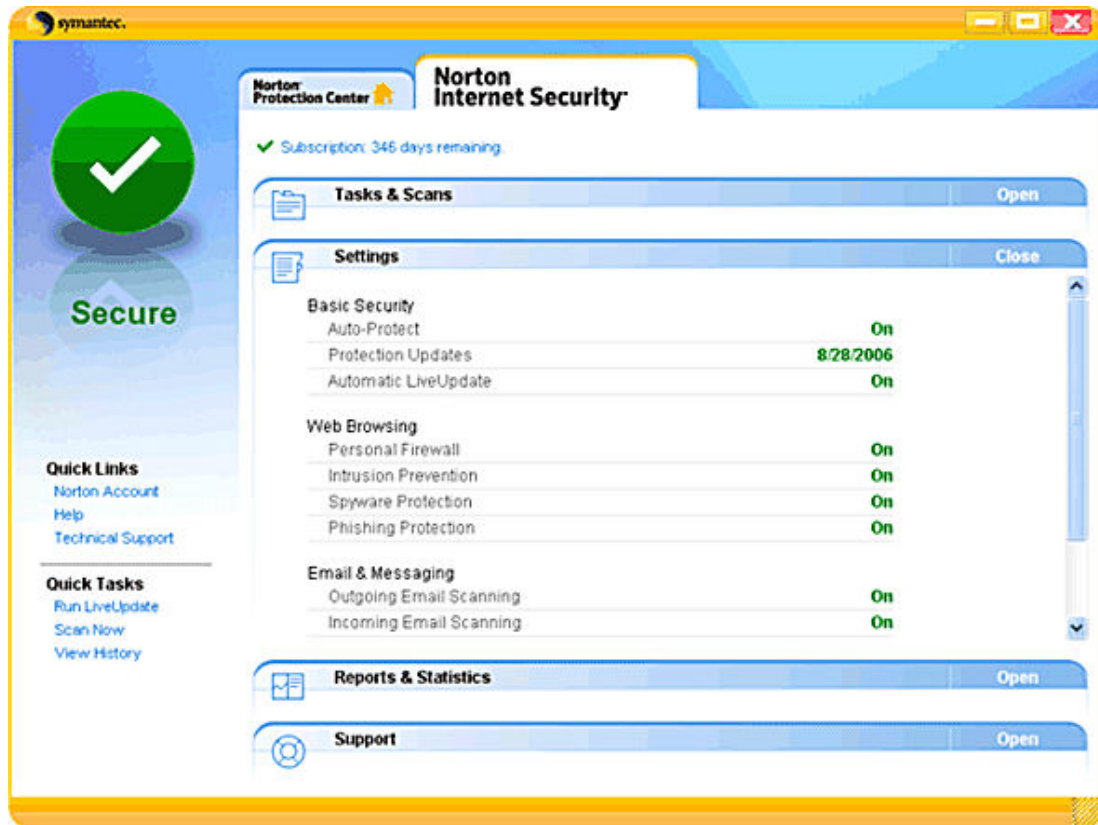 symantec.
Norton Protection Center
Norton Internet Security
Subscription: 346 days remaining.
Tasks & Scans Open
Settings Close
Basic Security
Auto-Protect On
Protection Updates 8/28/2006
Automatic LiveUpdate On
Web Browsing
Personal Firewall On
Intrusion Prevention On
Spyware Protection On
Phishing Protection On
Email & Messaging
Outgoing Email Scanning On
Incoming Email Scanning On
Reports & Statistics Open
Support Open
Secure
Quick Links
Norton Account
Help
Technical Support
Quick Tasks
Run LiveUpdate
Scan Now
View History